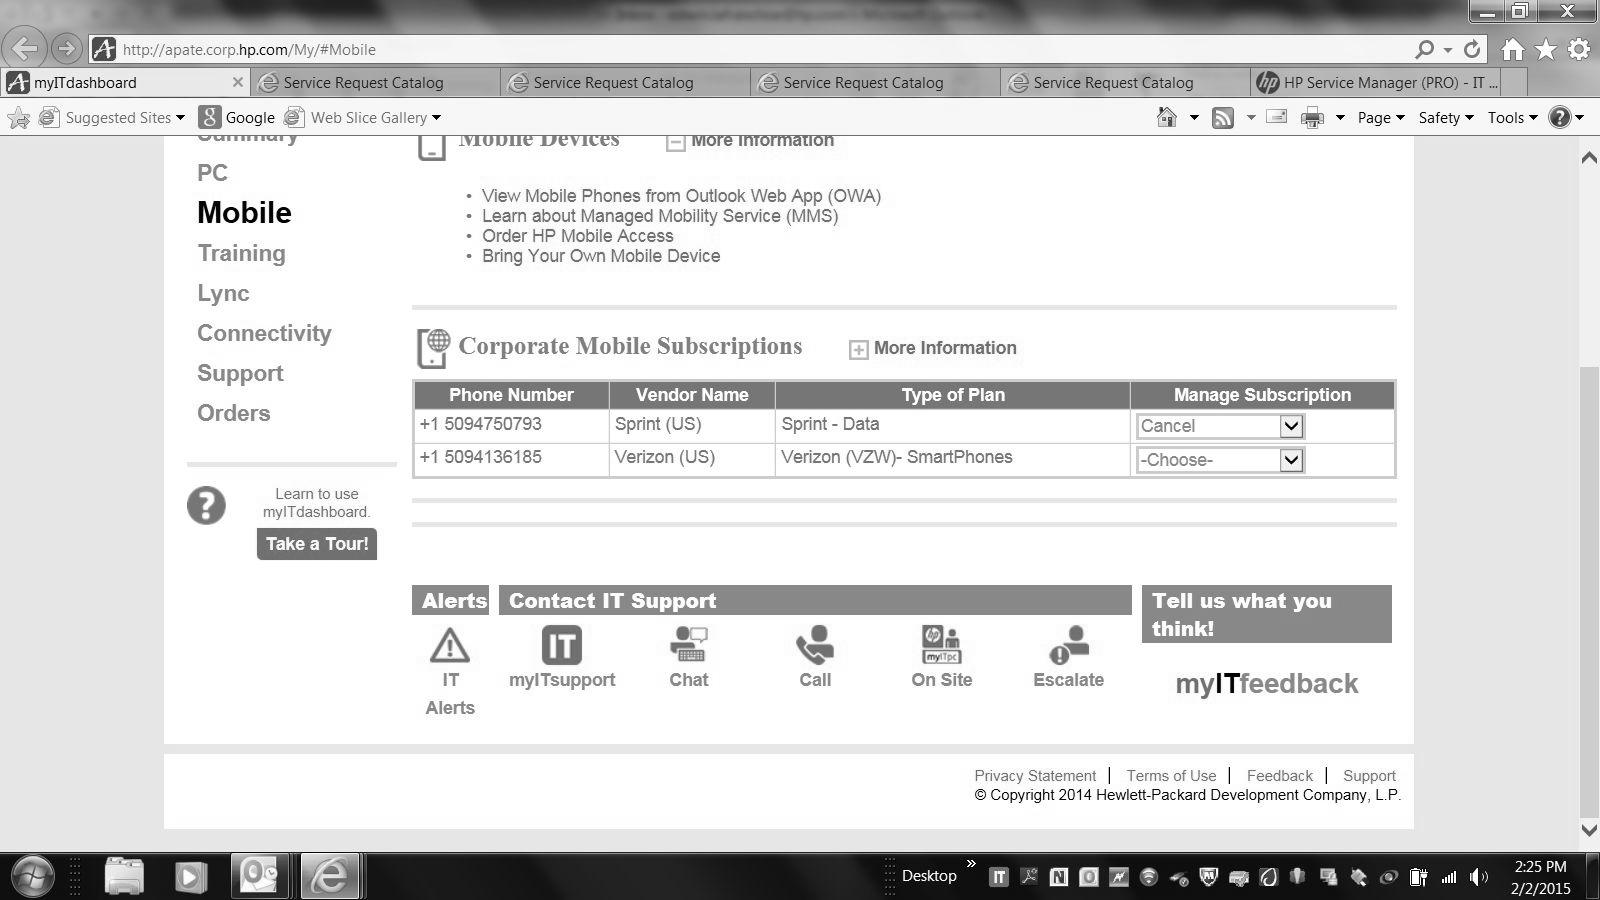 http://apate.corp.hp.com/My/#Mobile
myITdashboard
Service Request Catalog
Service Request Catalog
Service Request Catalog
Service Request Catalog
HP Service Manager (PRO) - IT ...
Suggested Sites
Google
Web Slice Gallery
Page
Safety
Tools
Summary
PC
Mobile
Training
Lync
Connectivity
Support
Orders
Learn to use
myITdashboard.
Take a Tour!
Mobile Devices
More Information
• View Mobile Phones from Outlook Web App (OWA)
• Learn about Managed Mobility Service (MMS)
• Order HP Mobile Access
• Bring Your Own Mobile Device
Corporate Mobile Subscriptions
More Information
Phone Number Vendor Name Type of Plan Manage Subscription
+1 5094750793 Sprint (US) Sprint - Data Cancel
+1 5094136185 Verizon (US) Verizon (VZW)- SmartPhones -Choose-
Alerts
IT
Alerts
Contact IT Support
IT
myITsupport
Chat
Call
hp
myITpc
On Site
Escalate
Tell us what you
think!
myITfeedback
Privacy Statement | Terms of Use | Feedback | Support
© Copyright 2014 Hewlett-Packard Development Company, L.P.
Desktop
IT
2:25 PM
2/2/2015